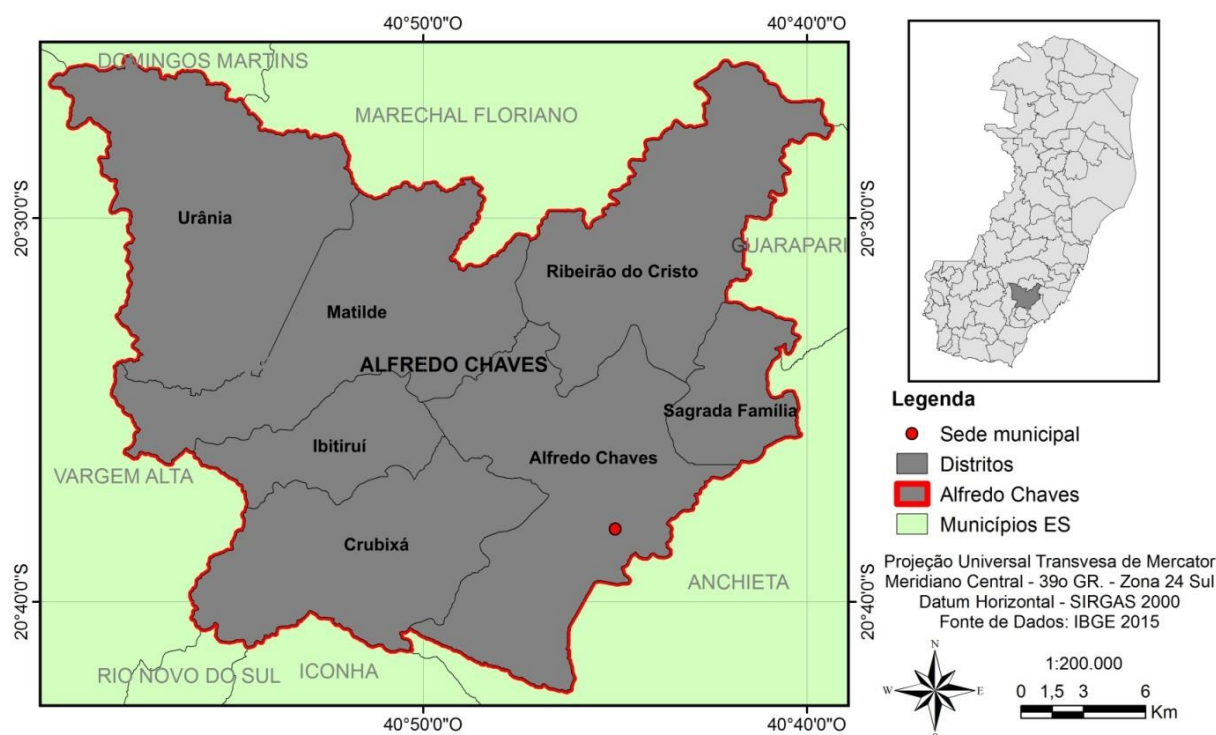 40°50'0"O
40°40'0"O
DOMINGOS MARTINS
MARECHAL FLORIANO
20°30'0"S
20°30'0"S
Urânia
GUARAPARI
Ribeirão do Cristo
Matilde
ALFREDO CHAVES
Sagrada Família
Ibitiruí
Alfredo Chaves
VARGEM ALTA
Crubixá
ANCHIETA
20°40'0"S
20°40'0"S
RIO NOVO DO SUL
ICONHA
40°50'0"O
40°40'0"O
Legenda
Sede municipal
Distritos
Alfredo Chaves
Municípios ES
Projeção Universal Transvesa de Mercator
Meridiano Central - 39o GR. - Zona 24 Sul
Datum Horizontal - SIRGAS 2000
Fonte de Dados: IBGE 2015
N
W
E
1:200.000
0 1,5 3 6
Km